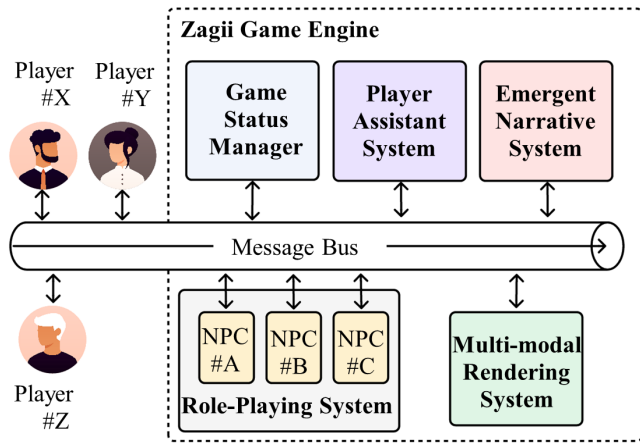 Zagii Game Engine
Player
#X
Player
#Y
Game
Status
Manager
Player
Assistant
System
Emergent
Narrative
System
Message Bus
Player
#Z
NPC
#A
NPC
#B
NPC
#C
Role-Playing System
Multi-modal
Rendering
System